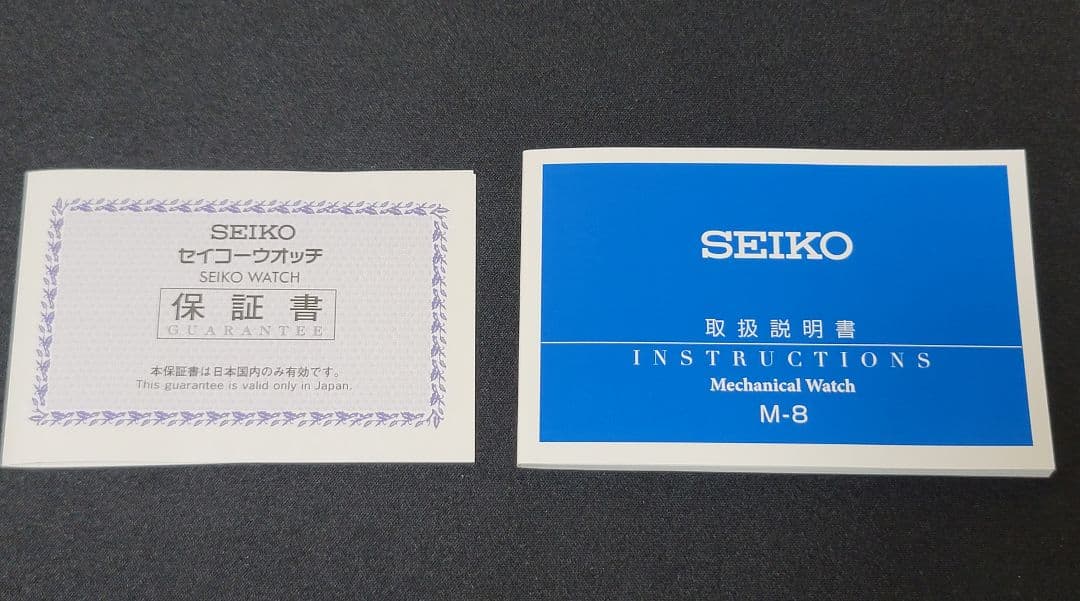 SEIKO
セイコーウオッチ
SEIKO WATCH
保証書
GUARANTEE
本保証書は日本国内のみ有効です。
This guarantee is valid only in Japan.
SEIKO
取扱説明書
INSTRUCTIONS
Mechanical Watch
M-8